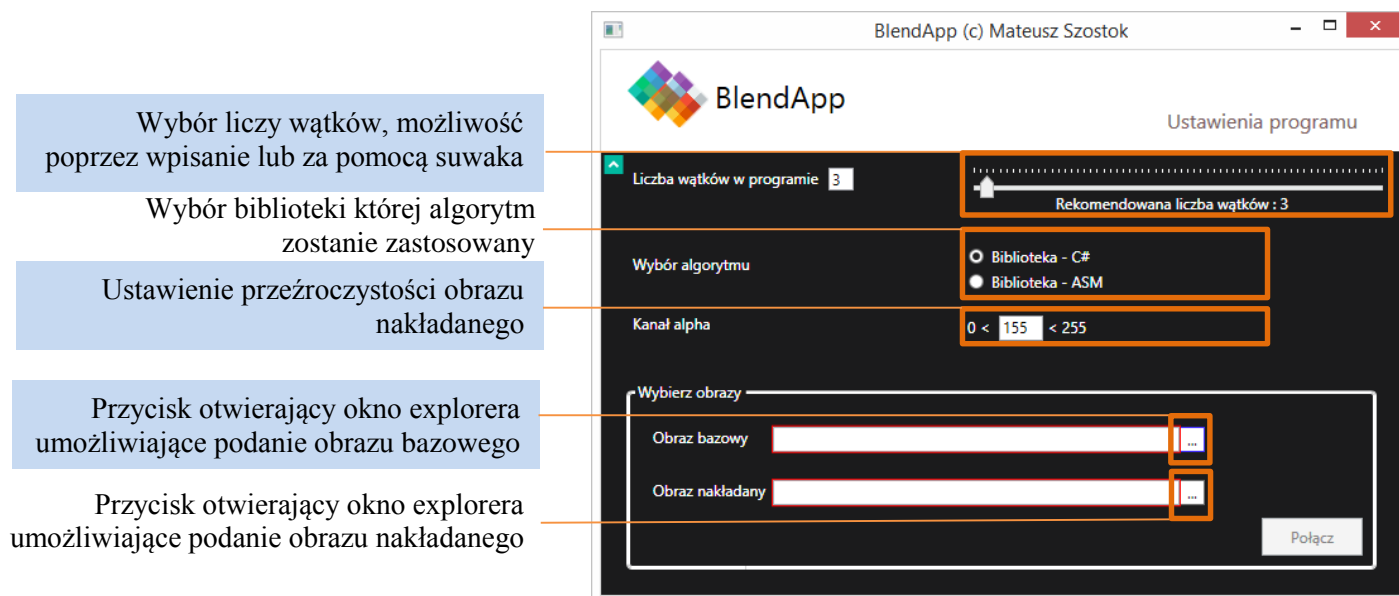 Wybór liczy wątków, możliwość
poprzez wpisanie lub za pomocą suwaka
Wybór biblioteki której algorytm
zostanie zastosowany
Ustawienie przeźroczystości obrazu
nakładanego
Przycisk otwierający okno explorera
umożliwiające podanie obrazu bazowego
Przycisk otwierający okno explorera
umożliwiające podanie obrazu nakładanego
BlendApp (c) Mateusz Szostok
BlendApp
Ustawienia programu
Liczba wątków w programie 3
Rekomendowana liczba wątków : 3
Wybór algorytmu
Biblioteka - C#
Biblioteka - ASM
Kanał alpha
0 < 155 < 255
Wybierz obrazy
Obraz bazowy ...
Obraz nakładany ...
Połącz